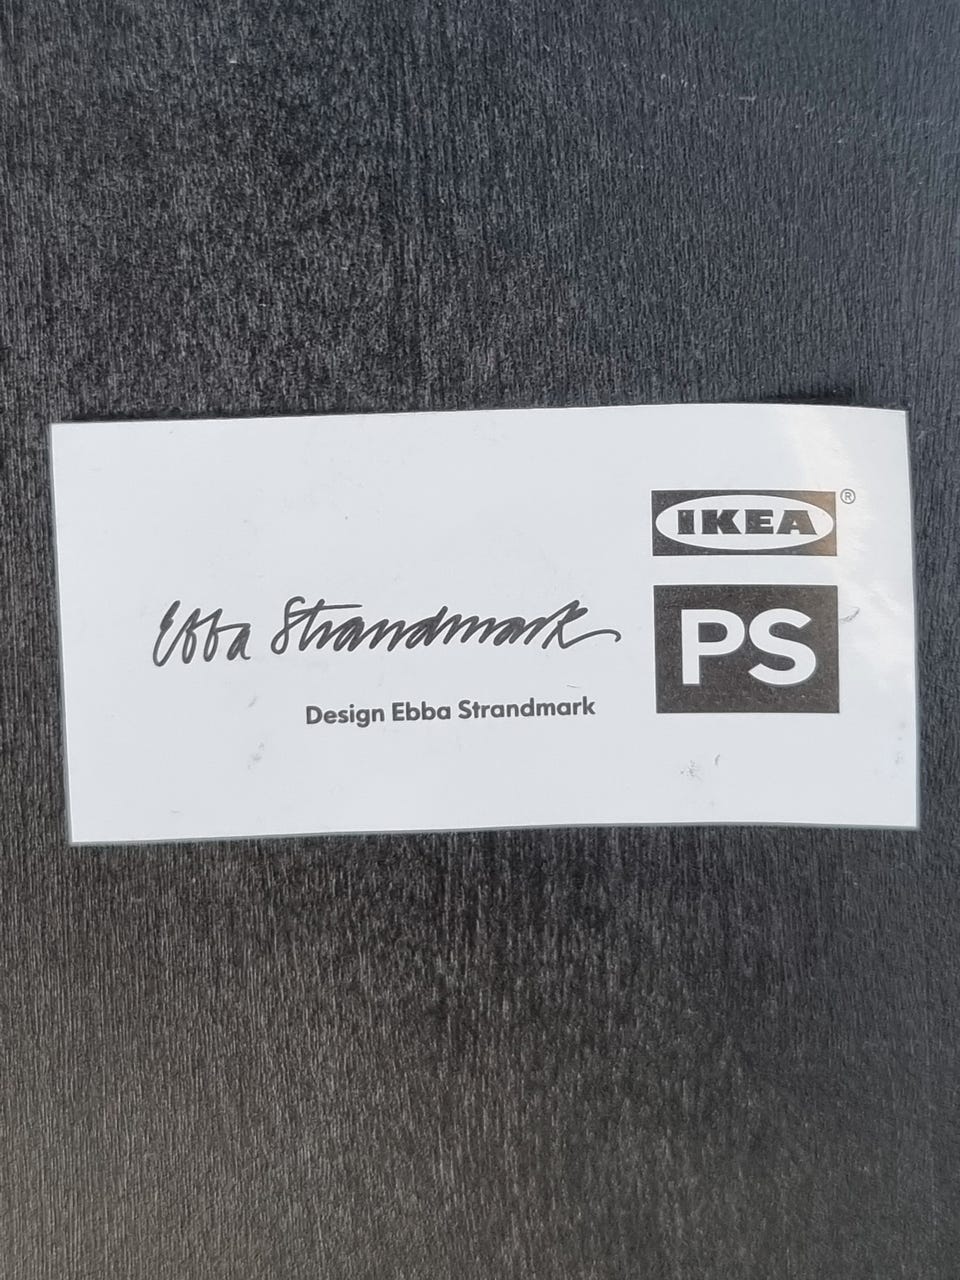 IKEA®
PS
Ebba Strandmark
Design Ebba Strandmark